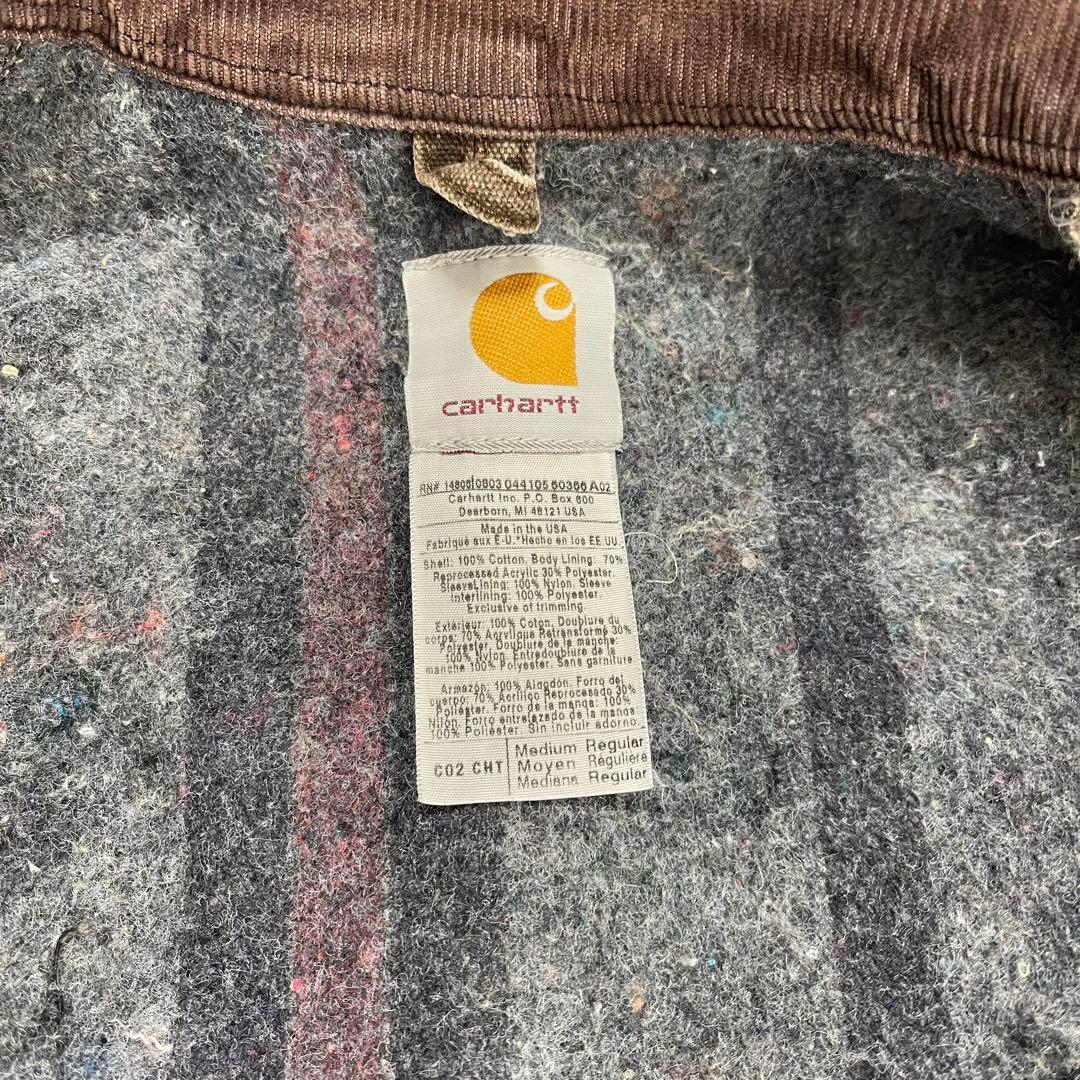 carhartt
RN# 14806 0803 044105 60366 A02
Carhartt Inc. P.O. Box 600
Dearborn, MI 48121 USA
Made in the USA
Fabriqué aux E-U.*Hecho en los EE.UU
Shell: 100% Cotton. Body Lining: 70%
Reprocessed Acrylic 30% Polyester.
SleeveLining: 100% Nylon. Sleeve
Interlining: 100% Polyester.
Exclusive of trimming.
Extérieur: 100% Coton. Doublure du
corps: 70% Acrylique Retransformé 30%
Polyester. Doublure de la manche:
100% Nylon. Entredoublure de la
manche 100% Polyester. Sans garniture
Armazón: 100% Algodón. Forro del
cuerpo: 70% Acrílico Reprocesado 30%
Poliéster. Forro de la manga: 100%
Nilón. Forro entrelazado de la manga
100% Poliéster. Sin incluir adorno.
C02 CHT
Medium Regular
Moyen Régulière
Mediana Regular